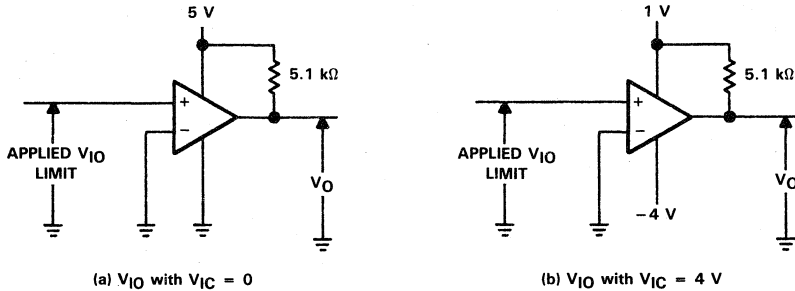 5 V
5.1 kΩ
+
−
APPLIED VIO
LIMIT
VO
(a) VIO with VIC = 0
1 V
5.1 kΩ
+
−
APPLIED VIO
LIMIT
VO
−4 V
(b) VIO with VIC = 4 V